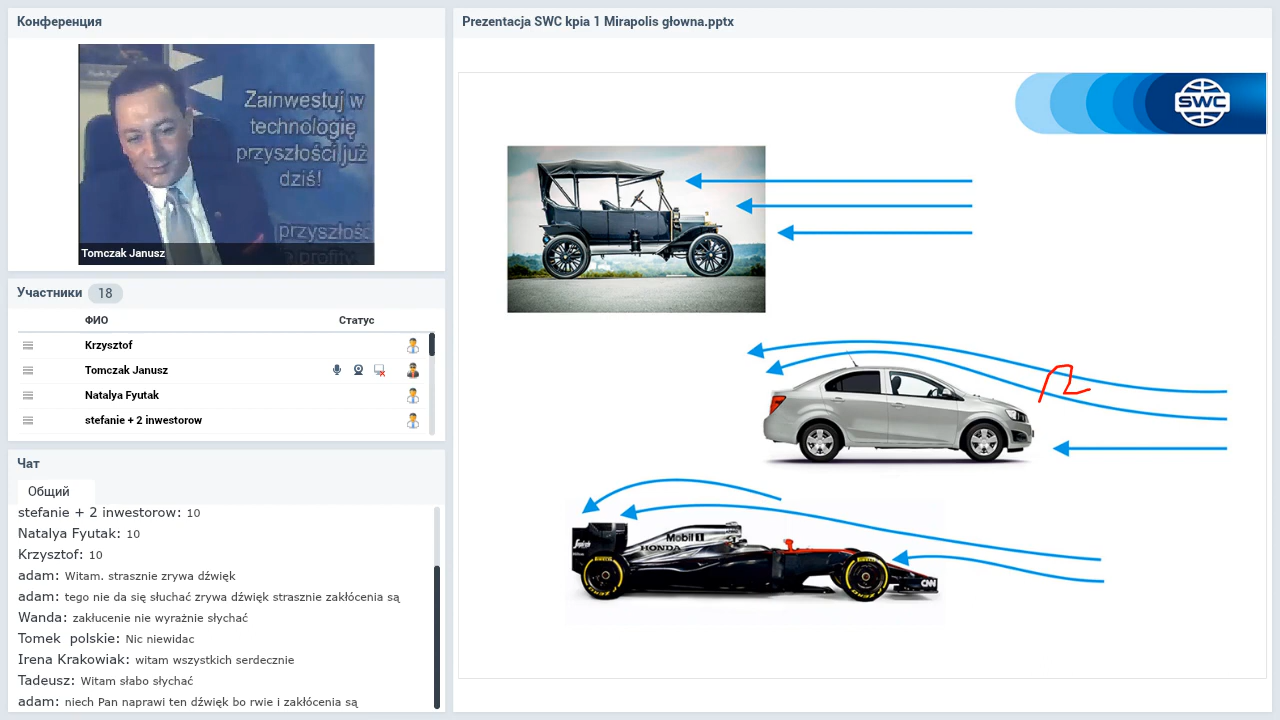 Конференция
Zainwestuj w
technologię
przyszłości już
dziś!
Tomczak Janusz
Участники 18
ФИО Статус
Krzysztof
Tomczak Janusz
Natalya Fyutak
stefanie + 2 inwestorow
Чат
Общий
stefanie + 2 inwestorow: 10
Natalya Fyutak: 10
Krzysztof: 10
adam: Witam. strasznie zrywa dźwięk
adam: tego nie da się słuchać zrywa dźwięk strasznie zakłócenia są
Wanda: zakłucenie nie wyraźnie słychać
Tomek polskie: Nic niewidac
Irena Krakowiak: witam wszystkich serdecznie
Tadeusz: Witam słabo słychać
adam: niech Pan naprawi ten dźwięk bo rwie i zakłócenia są
Prezentacja SWC kpia 1 Mirapolis głowna.pptx
SWC
Mobil 1
HONDA
CNN